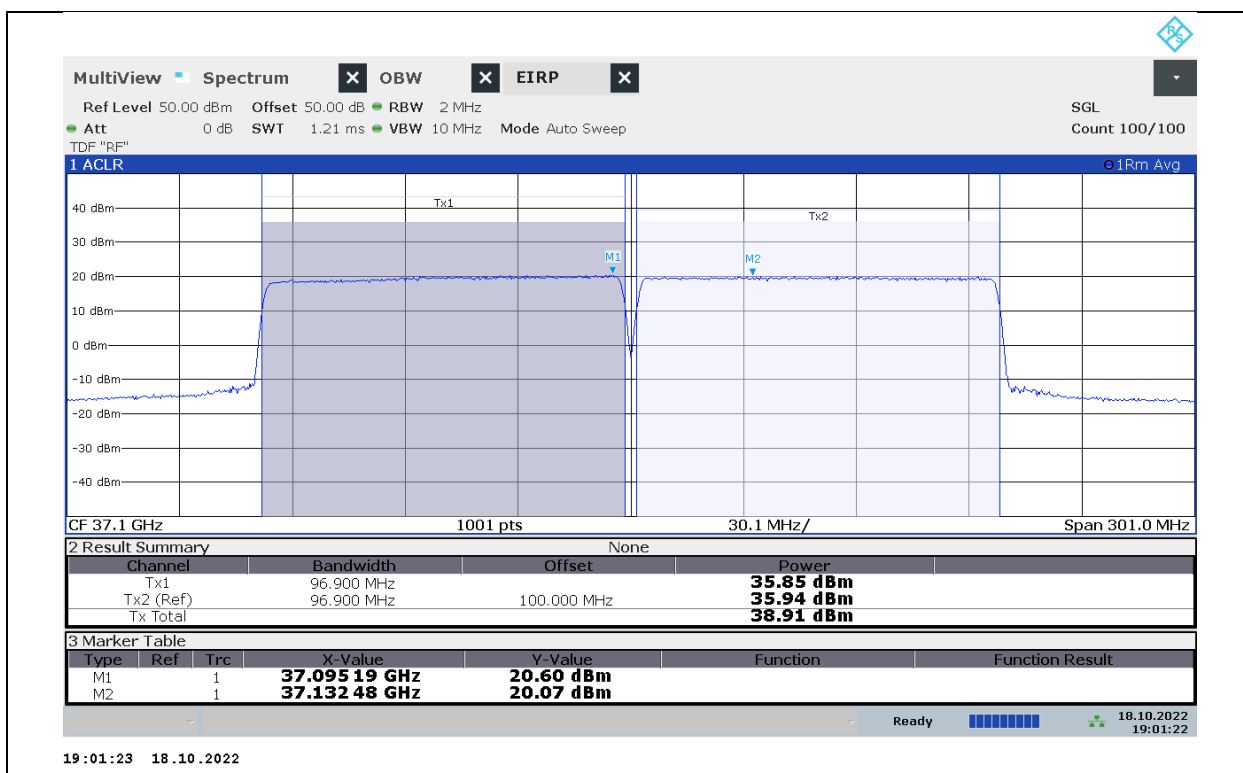 R&S
MultiView Spectrum X OBW X EIRP X
Ref Level 50.00 dBm Offset 50.00 dB RBW 2 MHz SGL
Att 0 dB SWT 1.21 ms VBW 10 MHz Mode Auto Sweep Count 100/100
TDF "RF"
1 ACLR 1Rm Avg
Tx1
40 dBm
Tx2
30 dBm
M1
M2
20 dBm
10 dBm
0 dBm
-10 dBm
-20 dBm
-30 dBm
-40 dBm
CF 37.1 GHz 1001 pts 30.1 MHz/ Span 301.0 MHz
2 Result Summary None
Channel Bandwidth Offset Power
Tx1 96.900 MHz 35.85 dBm
Tx2 (Ref) 96.900 MHz 100.000 MHz 35.94 dBm
Tx Total 38.91 dBm
3 Marker Table
Type Ref Trc X-Value Y-Value Function Function Result
M1 1 37.095 19 GHz 20.60 dBm
M2 1 37.132 48 GHz 20.07 dBm
Ready 18.10.2022
19:01:22
19:01:23 18.10.2022